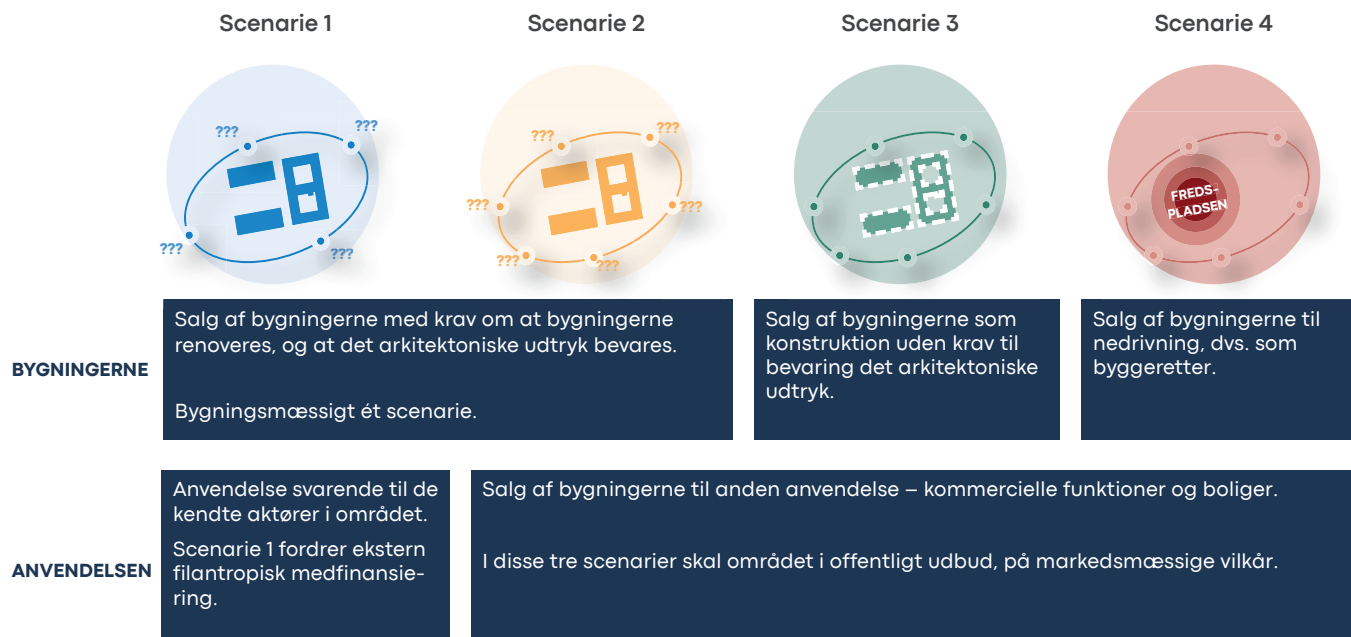 Scenarie 1
Scenarie 2
Scenarie 3
Scenarie 4
???
???
???
???
???
???
???
???
???
???
FREDS-
PLADSEN
BYGNINGERNE
Salg af bygningerne med krav om at bygningerne
renoveres, og at det arkitektoniske udtryk bevares.
Bygningsmæssigt ét scenarie.
Salg af bygningerne som
konstruktion uden krav til
bevaring det arkitektoniske
udtryk.
Salg af bygningerne til
nedrivning, dvs. som
byggeretter.
ANVENDELSEN
Anvendelse svarende til de
kendte aktører i området.
Scenarie 1 fordrer ekstern
filantropisk medfinansie-
ring.
Salg af bygningerne til anden anvendelse – kommercielle funktioner og boliger.
I disse tre scenarier skal området i offentligt udbud, på markedsmæssige vilkår.